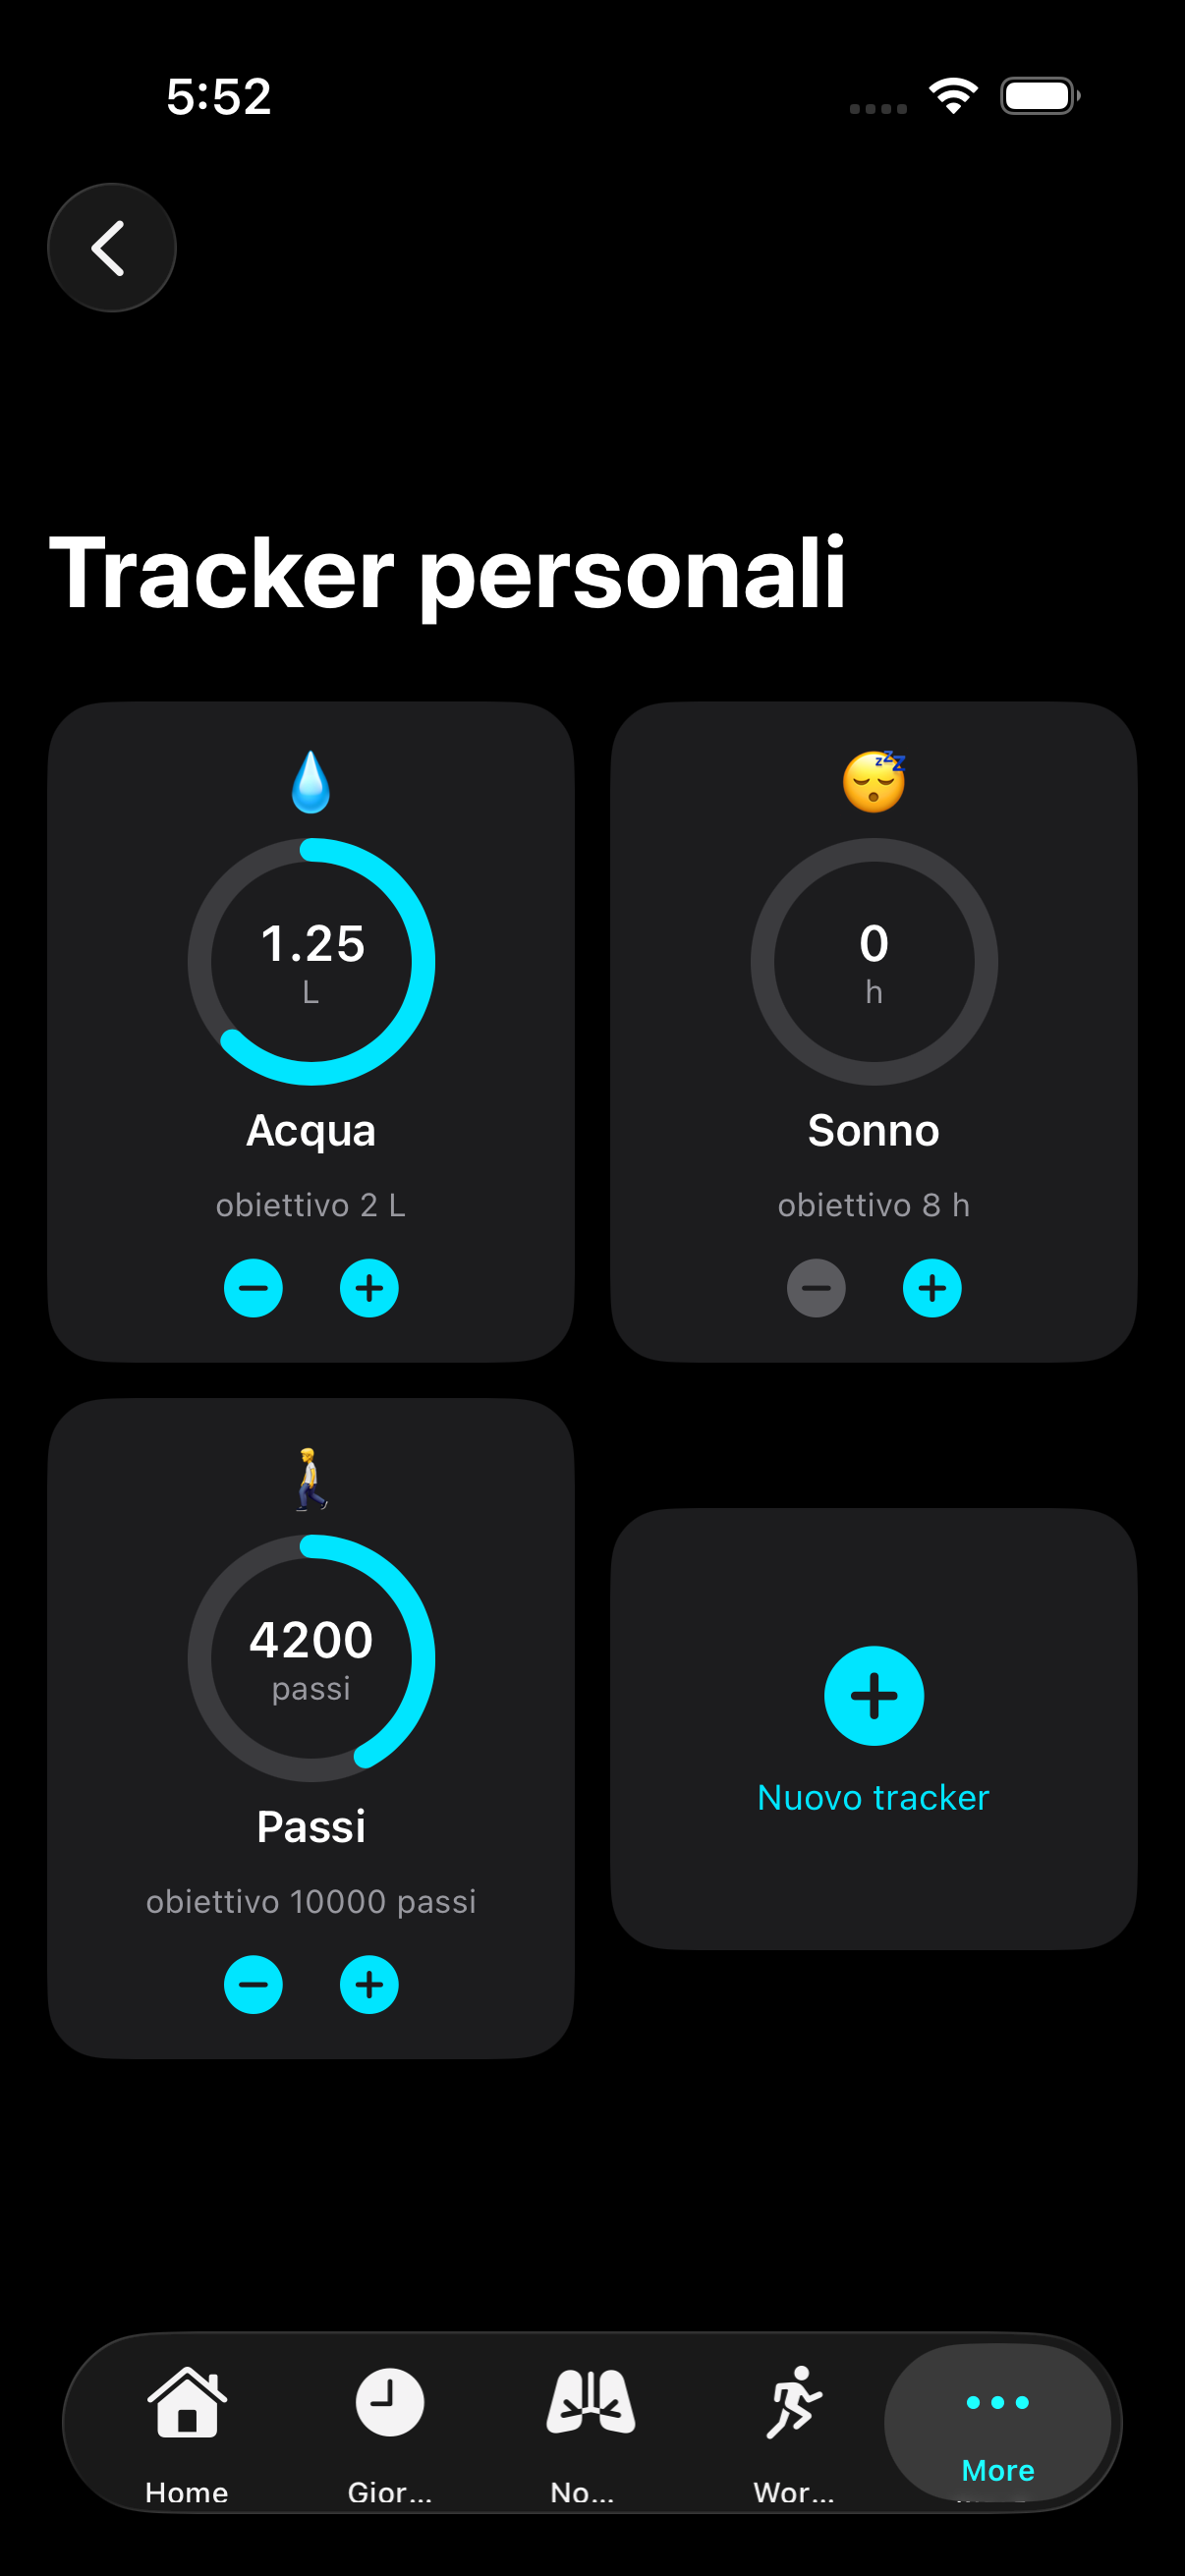 5:52
Tracker personali
1.25
L
Acqua
obiettivo 2 L
0
h
Sonno
obiettivo 8 h
4200
passi
Passi
obiettivo 10000 passi
Nuovo tracker
Home
Gior...
No...
Wor...
More